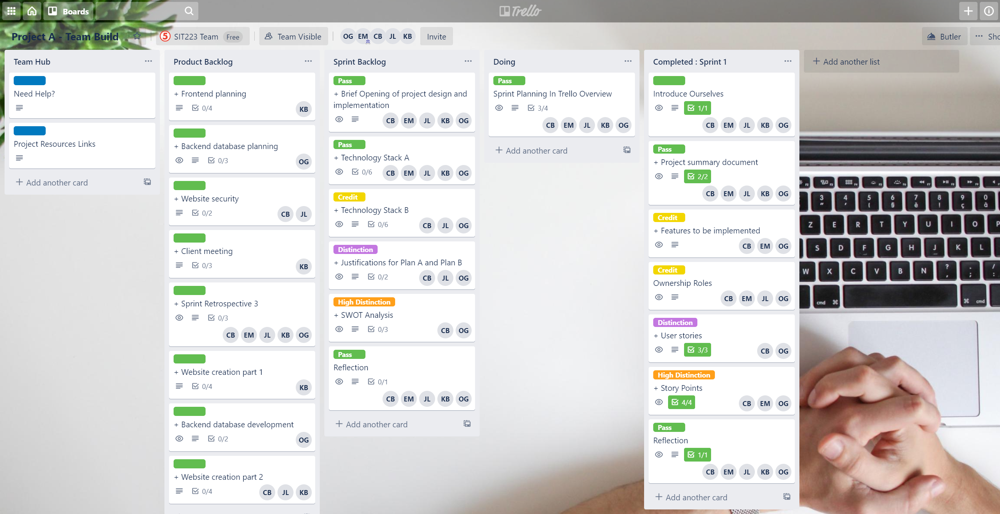 Boards
Trello
Project A - Team Build
5 SIT223 Team Free
Team Visible
OG EM CB JL KB
Invite
Butler
Sho
Team Hub
Need Help?
Project Resources Links
+ Add another card
Product Backlog
+ Frontend planning
0/4
KB
+ Backend database planning
0/3
OG
+ Website security
0/2
CB JL
+ Client meeting
0/3
KB
+ Sprint Retrospective 3
0/3
CB EM JL KB OG
+ Website creation part 1
0/4
KB
+ Backend database development
0/2
OG
+ Website creation part 2
0/4
CB JL KB
Sprint Backlog
Pass
+ Brief Opening of project design and
implementation
CB EM JL KB OG
Pass
+ Technology Stack A
0/6
CB EM JL KB OG
Credit
+ Technology Stack B
0/6
CB JL OG
Distinction
+ Justifications for Plan A and Plan B
0/2
CB JL OG
High Distinction
+ SWOT Analysis
0/3
CB OG
Pass
Reflection
0/1
CB EM JL KB OG
+ Add another card
Doing
Pass
Sprint Planning In Trello Overview
3/4
CB EM JL KB OG
+ Add another card
Completed : Sprint 1
Introduce Ourselves
1/1
CB EM JL KB OG
Pass
+ Project summary document
2/2
CB EM JL KB OG
Credit
+ Features to be implemented
CB EM OG
Credit
Ownership Roles
CB EM JL OG
Distinction
+ User stories
3/3
CB OG
High Distinction
+ Story Points
4/4
CB EM OG
Pass
Reflection
1/1
CB EM JL KB OG
+ Add another card
+ Add another list
3 4 5 6 7 8 9 0
" ' ( § è ! ç à
Z E R T Y U I O P
S D F G H J K L
W X C V B N ? ; /
, :
cmd ⌘ ⌘ cmd